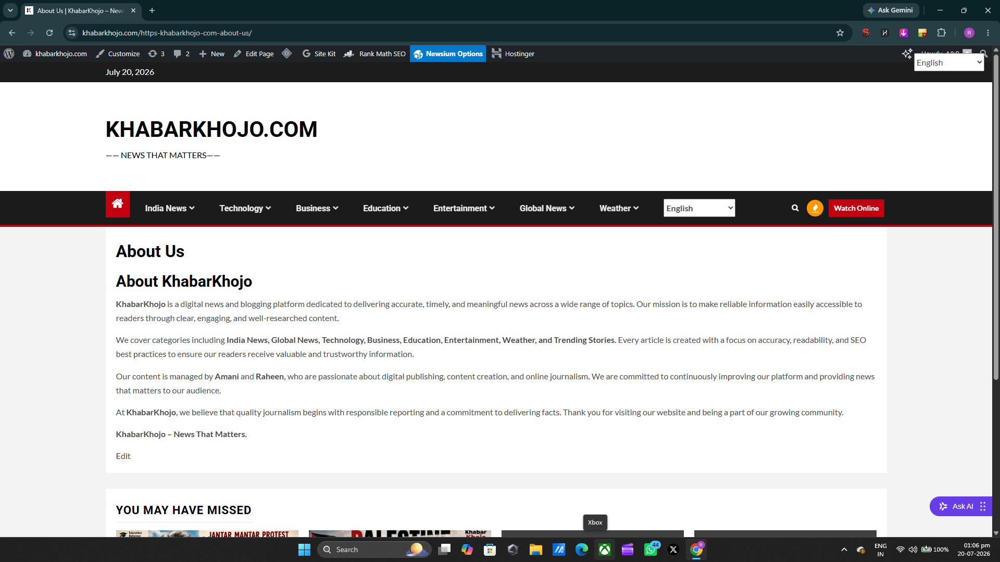 About Us | KhabarKhojo – News
Ask Gemini
khabarkhojo.com/https-khabarkhojo-com-about-us/
SEO
R
khabarkhojo.com Customize 3 2 New Edit Page Site Kit Rank Math SEO Newsium Options Hostinger
English
July 20, 2026
KHABARKHOJO.COM
—— NEWS THAT MATTERS——
India News Technology Business Education Entertainment Global News Weather English Watch Online
About Us
About KhabarKhojo
KhabarKhojo is a digital news and blogging platform dedicated to delivering accurate, timely, and meaningful news across a wide range of topics. Our mission is to make reliable information easily accessible to
readers through clear, engaging, and well-researched content.
We cover categories including India News, Global News, Technology, Business, Education, Entertainment, Weather, and Trending Stories. Every article is created with a focus on accuracy, readability, and SEO
best practices to ensure our readers receive valuable and trustworthy information.
Our content is managed by Amani and Raheen, who are passionate about digital publishing, content creation, and online journalism. We are committed to continuously improving our platform and providing news
that matters to our audience.
At KhabarKhojo, we believe that quality journalism begins with responsible reporting and a commitment to delivering facts. Thank you for visiting our website and being a part of our growing community.
KhabarKhojo – News That Matters.
Edit
YOU MAY HAVE MISSED
Ask AI
Xbox
Education
Reformer
JANTAR MANTAR PROTEST
PALESTINE
Khabar
Search
44
R
ENG
IN
100%
01:06 pm
20-07-2026